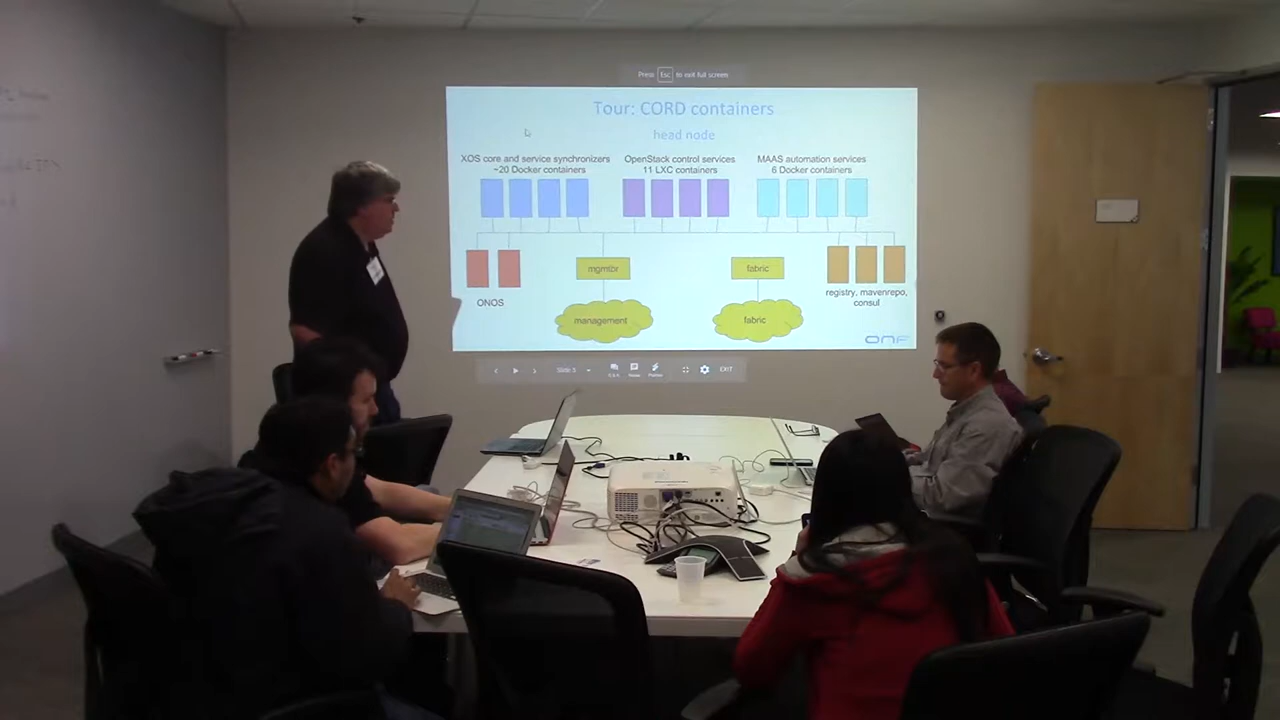 Press Esc to exit full screen
Tour: CORD containers
head node
XOS core and service synchronizers
~20 Docker containers
OpenStack control services
11 LXC containers
MAAS automation services
6 Docker containers
ONOS
mgmtbr
fabric
registry, mavenrepo,
consul
management
fabric
ONF
Slide 5
EXIT